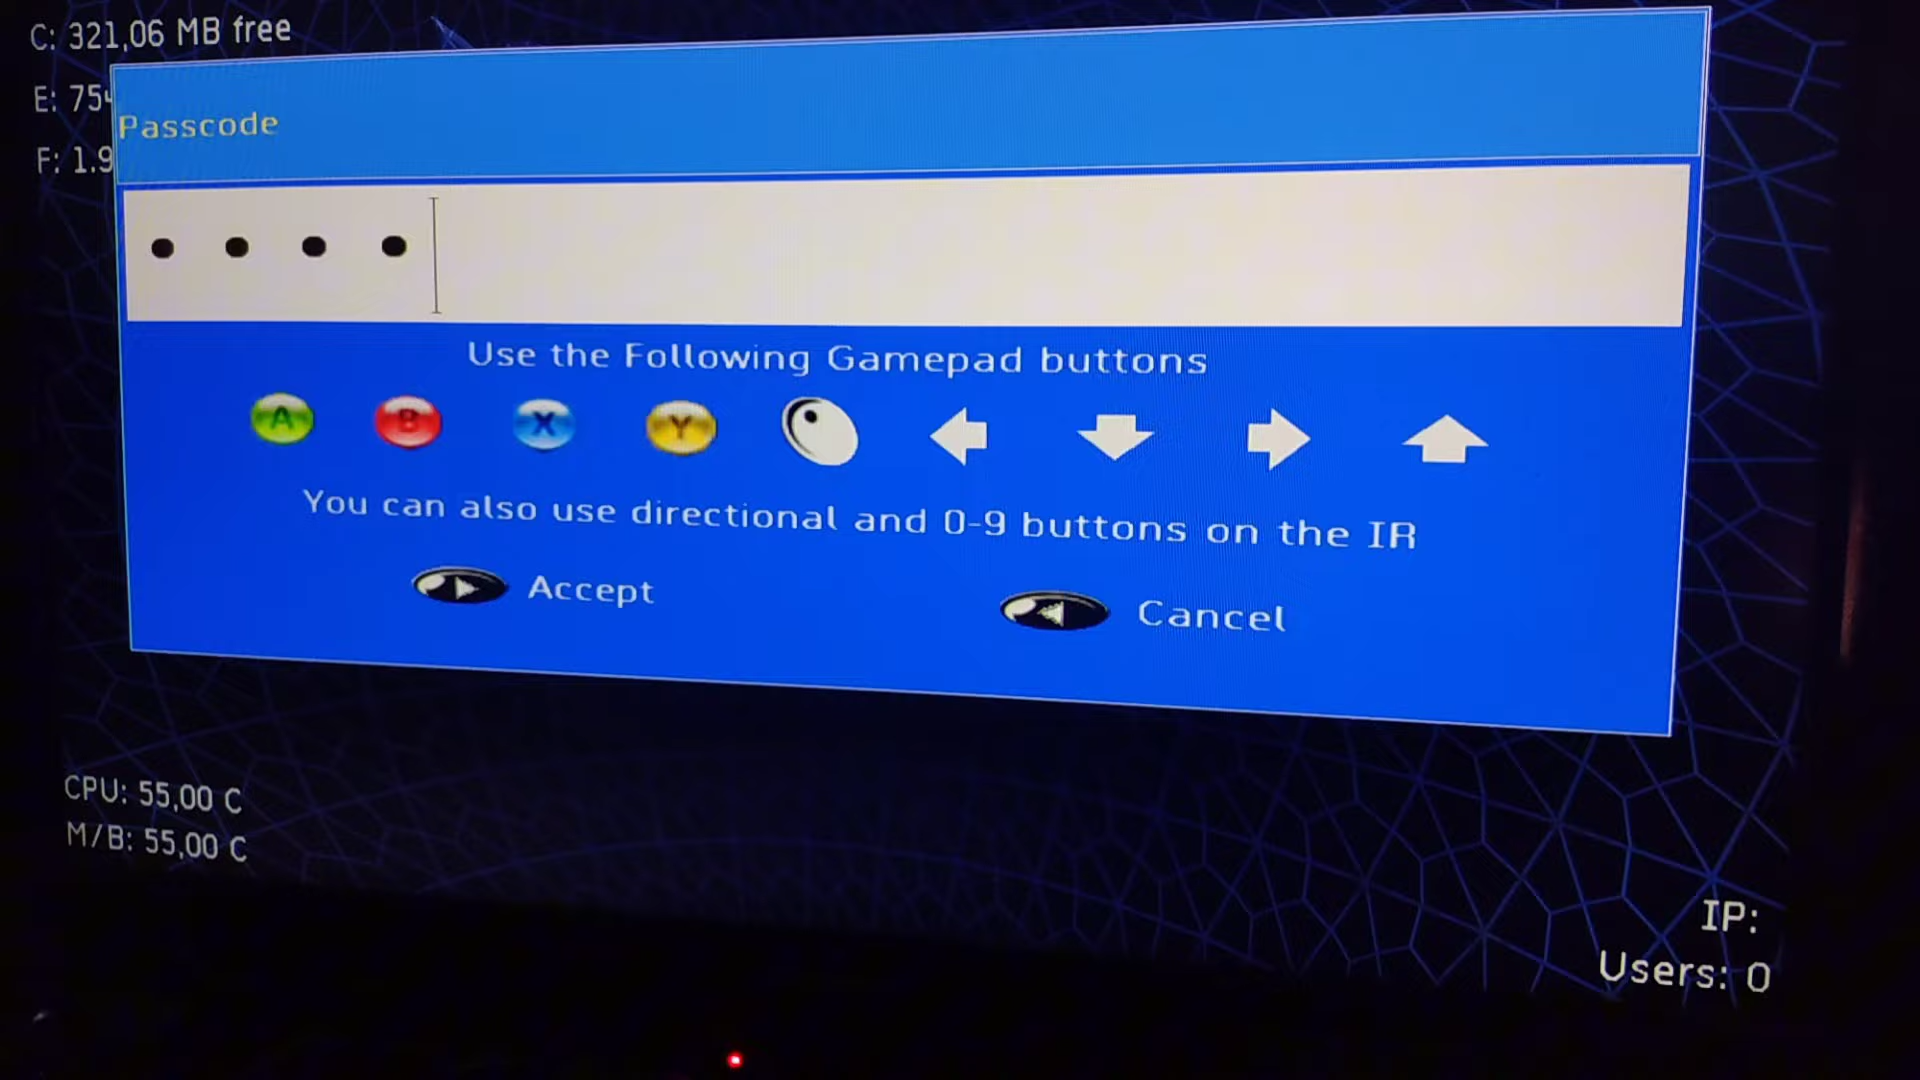 C: 321,06 MB free
E: 754
F: 1.9
Passcode
Use the Following Gamepad buttons
A B X Y
You can also use directional and 0-9 buttons on the IR
Accept
Cancel
CPU: 55,00 C
M/B: 55,00 C
IP:
Users: 0